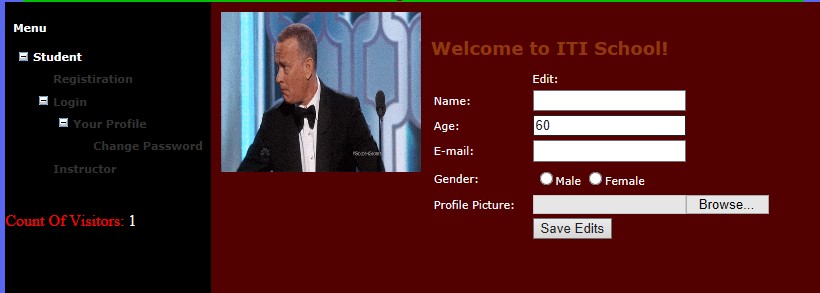 Menu
Student
Registiration
Login
Your Profile
Change Password
Instructor
Count Of Visitors: 1
Welcome to ITI School!
Edit:
Name:
Age: 60
E-mail:
Gender: Male Female
Profile Picture: Browse...
Save Edits